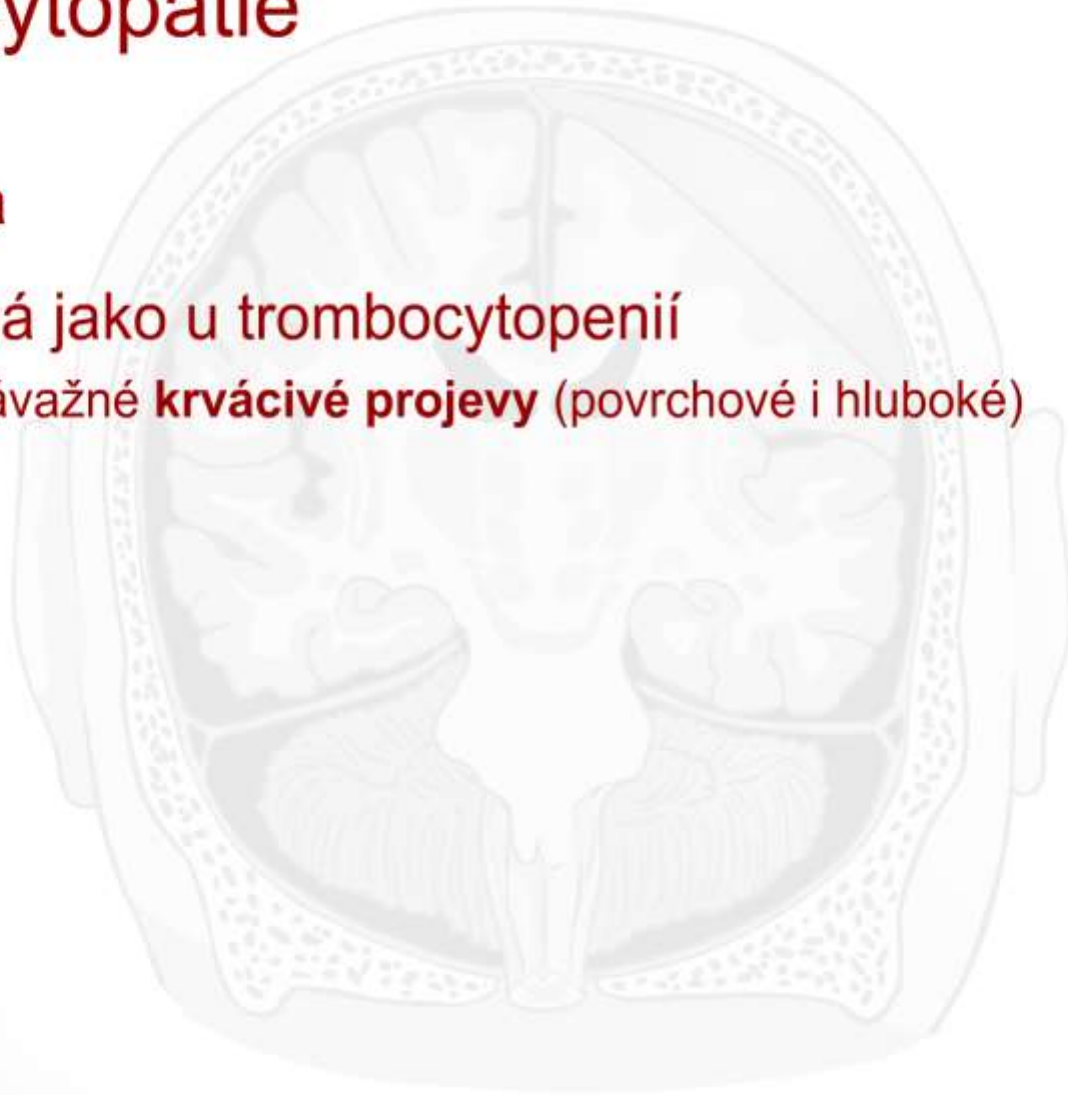 ytopatie
a
á jako u trombocytopenií
ávažné krvácivé projevy (povrchové i hluboké)